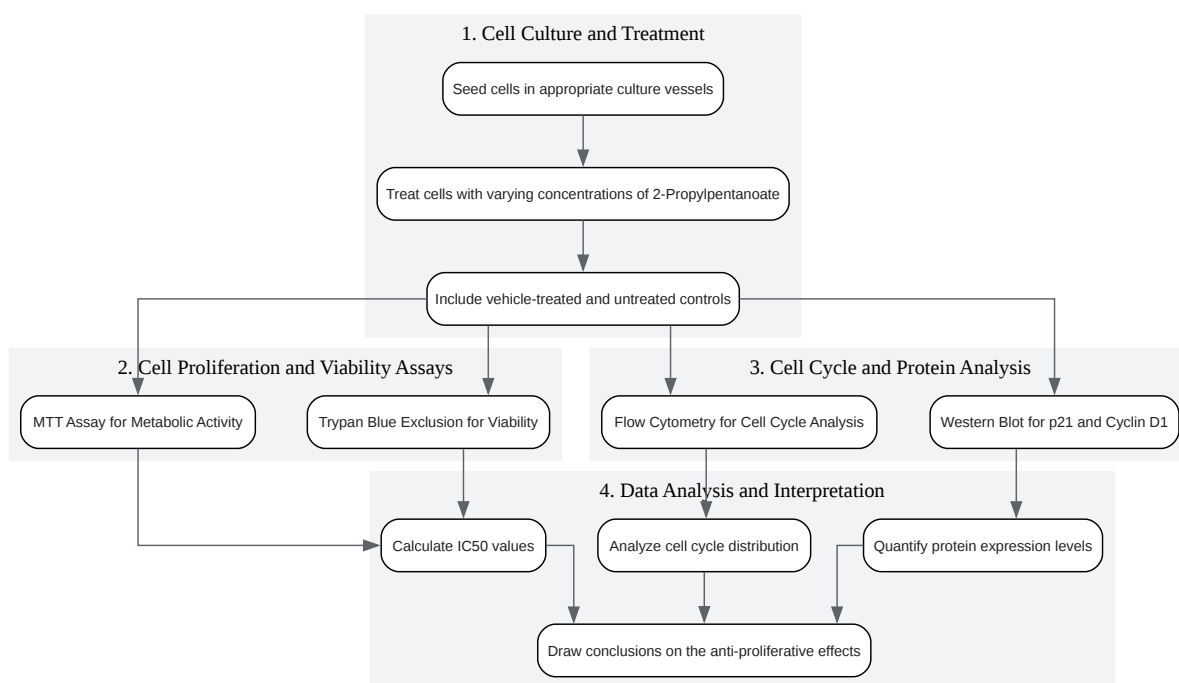 1. Cell Culture and Treatment
Seed cells in appropriate culture vessels
Treat cells with varying concentrations of 2-Propylpentanoate
Include vehicle-treated and untreated controls
2. Cell Proliferation and Viability Assays
MTT Assay for Metabolic Activity
Trypan Blue Exclusion for Viability
3. Cell Cycle and Protein Analysis
Flow Cytometry for Cell Cycle Analysis
Western Blot for p21 and Cyclin D1
4. Data Analysis and Interpretation
Calculate IC50 values
Analyze cell cycle distribution
Quantify protein expression levels
Draw conclusions on the anti-proliferative effects